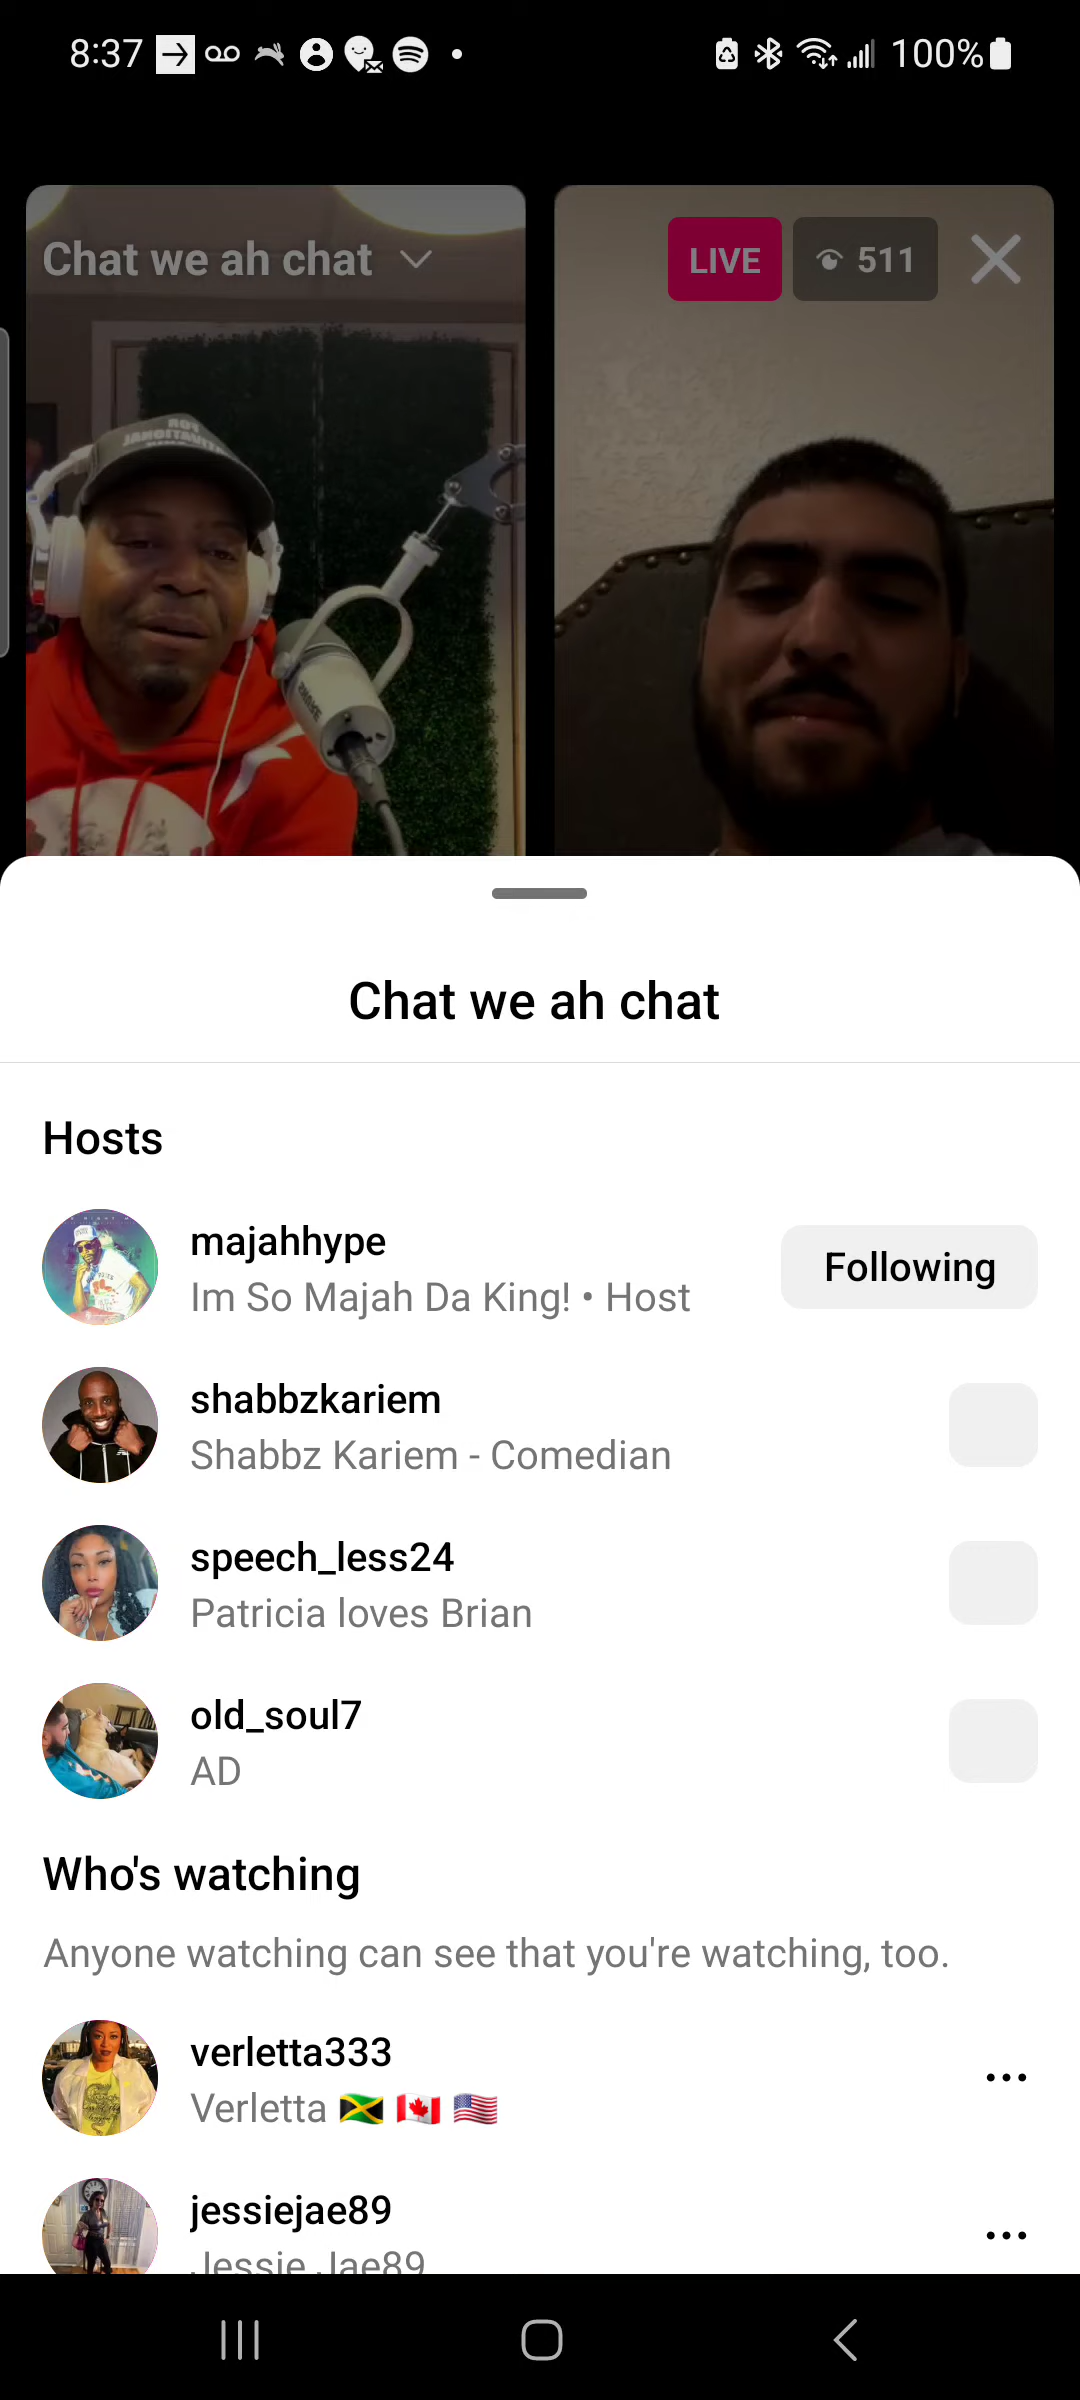 8:37
100%
Chat we ah chat
LIVE
511
Chat we ah chat
Hosts
majahhype
Im So Majah Da King! • Host
Following
shabbzkariem
Shabbz Kariem - Comedian
speech_less24
Patricia loves Brian
old_soul7
AD
Who's watching
Anyone watching can see that you're watching, too.
verletta333
Verletta 🇯🇲 🇨🇦 🇺🇸
jessiejae89
Jessie Jae89